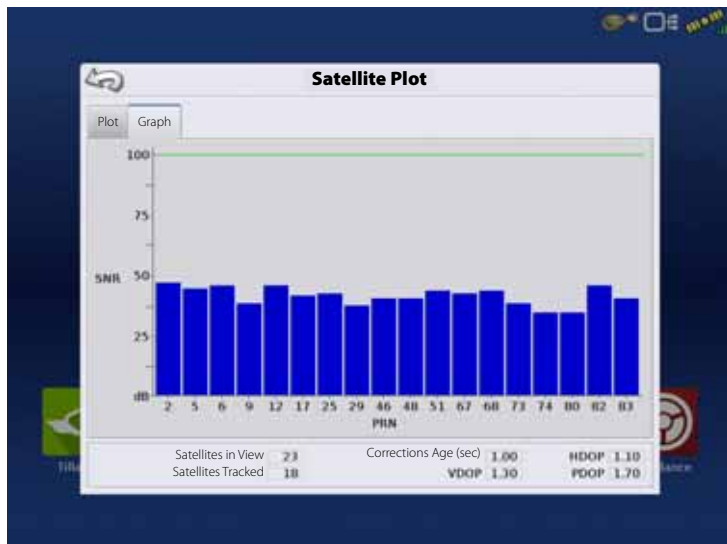 Satellite Plot
Plot Graph
100
75
SNR 50
25
dB
2 5 6 9 12 17 25 29 46 48 51 67 68 73 74 80 82 83
PRN
Satellites in View 23 Corrections Age (sec) 1.00 HDOP 1.10
Satellites Tracked 18 VDOP 1.30 PDOP 1.70